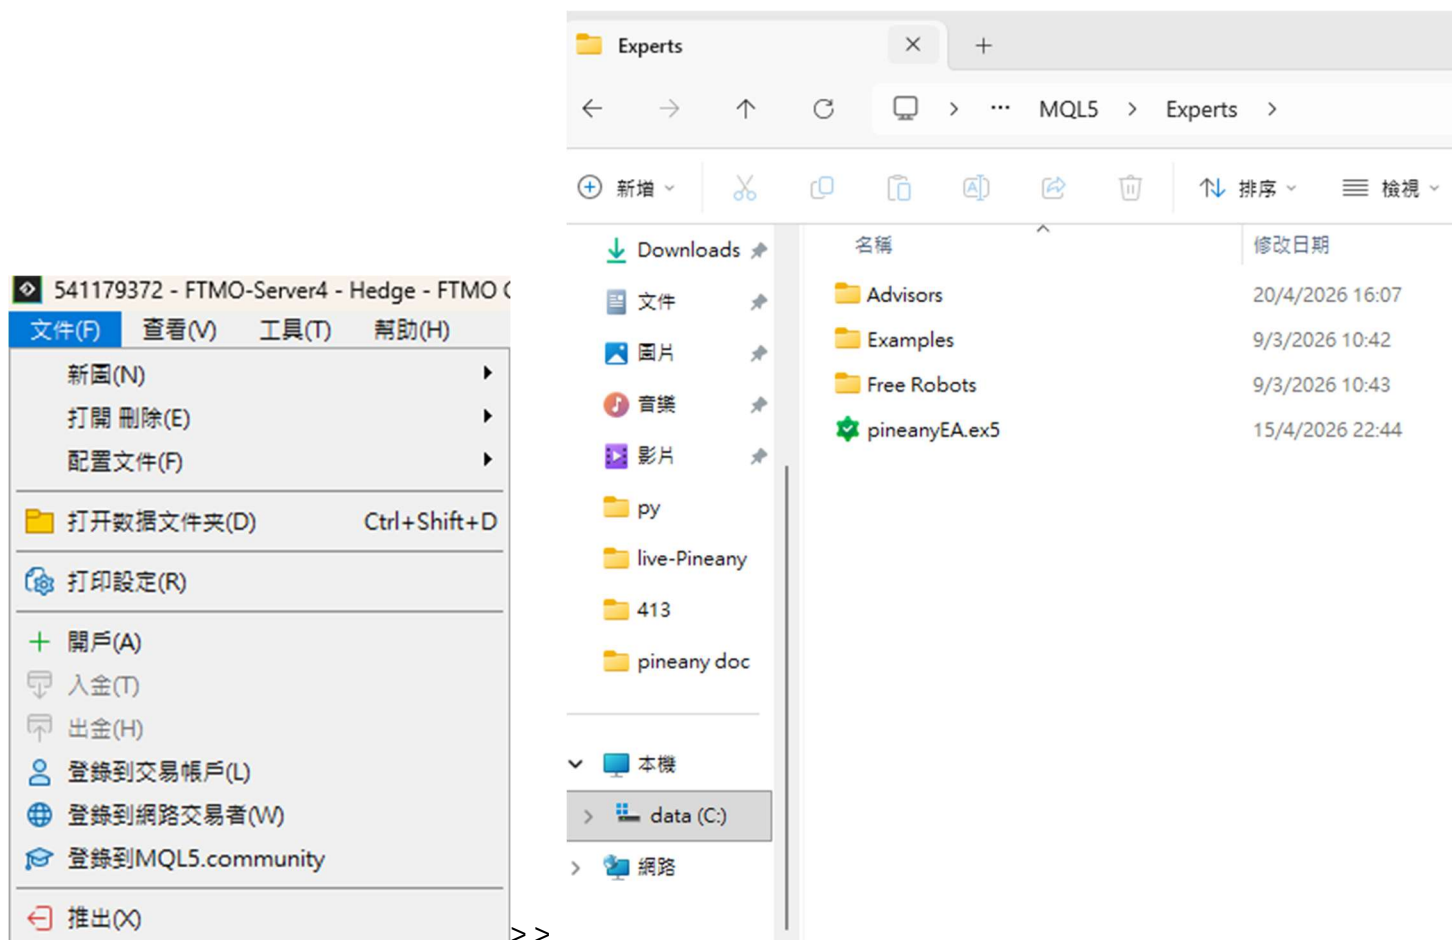 541179372 - FTMO-Server4 - Hedge - FTMO
文件(F) 查看(V) 工具(T) 幫助(H)
新圖(N)
打開 刪除(E)
配置文件(F)
打开数据文件夹(D) Ctrl+Shift+D
打印設定(R)
開戶(A)
入金(T)
出金(H)
登錄到交易帳戶(L)
登錄到網路交易者(W)
登錄到MQL5.community
推出(X)
> >
Experts
> ··· MQL5 > Experts >
新增 排序 檢視
Downloads
文件
圖片
音樂
影片
py
live-Pineany
413
pineany doc
本機
data (C:)
網路
名稱 修改日期
Advisors 20/4/2026 16:07
Examples 9/3/2026 10:42
Free Robots 9/3/2026 10:43
pineanyEA.ex5 15/4/2026 22:44